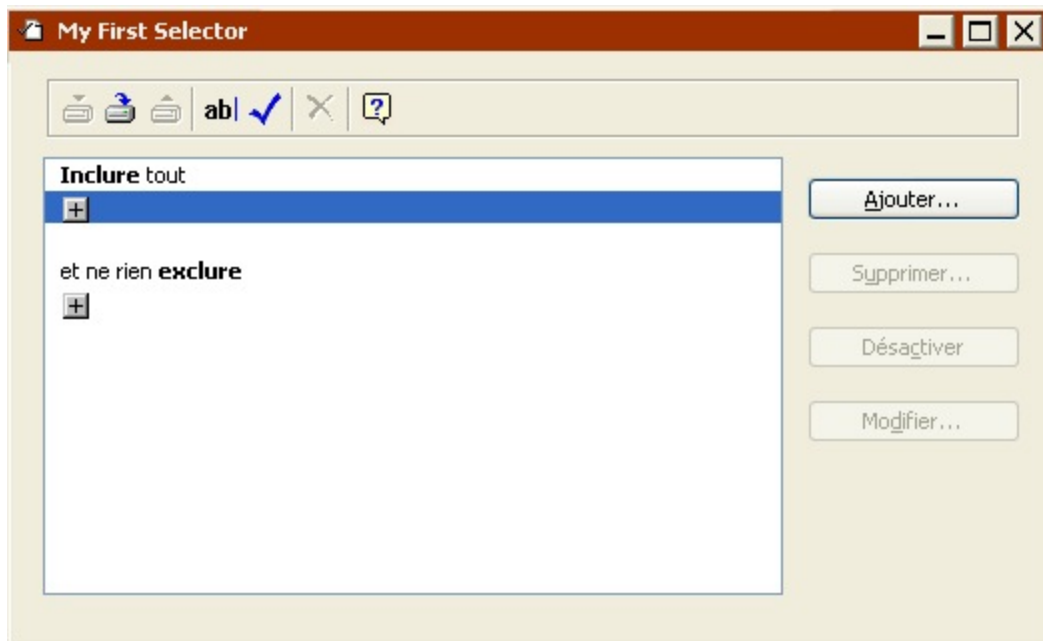 My First Selector
ab
Inclure tout
et ne rien exclure
Ajouter...
Supprimer...
Désactiver
Modifier...